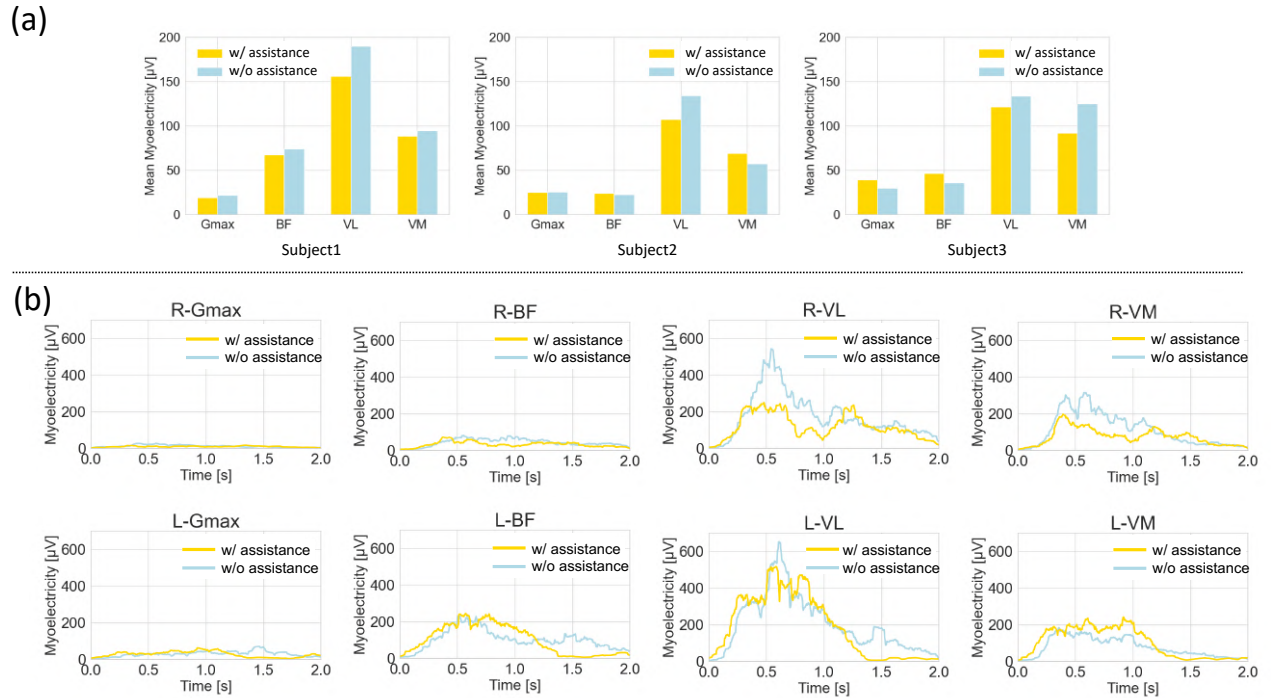 (a)
200
150
100
50
0
Mean Myoelectricity [µV]
w/ assistance
w/o assistance
Gmax BF VL VM
Subject1
200
150
100
50
0
Mean Myoelectricity [µV]
w/ assistance
w/o assistance
Gmax BF VL VM
Subject2
200
150
100
50
0
Mean Myoelectricity [µV]
w/ assistance
w/o assistance
Gmax BF VL VM
Subject3
(b)
R-Gmax
600
400
200
0
Myoelectricity [µV]
w/ assistance
w/o assistance
0.0 0.5 1.0 1.5 2.0
Time [s]
R-BF
600
400
200
0
Myoelectricity [µV]
w/ assistance
w/o assistance
0.0 0.5 1.0 1.5 2.0
Time [s]
R-VL
600
400
200
0
Myoelectricity [µV]
w/ assistance
w/o assistance
0.0 0.5 1.0 1.5 2.0
Time [s]
R-VM
600
400
200
0
Myoelectricity [µV]
w/ assistance
w/o assistance
0.0 0.5 1.0 1.5 2.0
Time [s]
L-Gmax
600
400
200
0
Myoelectricity [µV]
w/ assistance
w/o assistance
0.0 0.5 1.0 1.5 2.0
Time [s]
L-BF
600
400
200
0
Myoelectricity [µV]
w/ assistance
w/o assistance
0.0 0.5 1.0 1.5 2.0
Time [s]
L-VL
600
400
200
0
Myoelectricity [µV]
w/ assistance
w/o assistance
0.0 0.5 1.0 1.5 2.0
Time [s]
L-VM
600
400
200
0
Myoelectricity [µV]
w/ assistance
w/o assistance
0.0 0.5 1.0 1.5 2.0
Time [s]